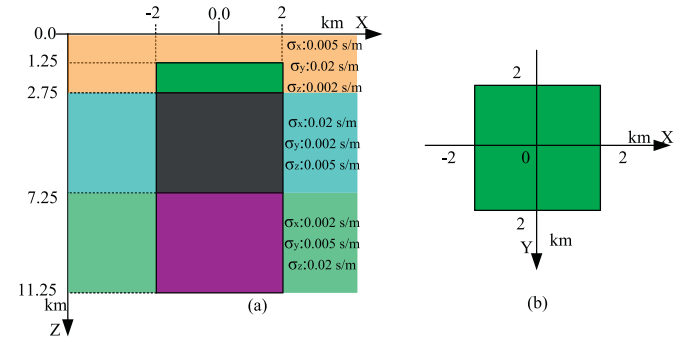 -2 0.0 2 km X
0.0
1.25
2.75
7.25
11.25
km
Z
σx:0.005 s/m
σy:0.02 s/m
σz:0.002 s/m
σx:0.02 s/m
σy:0.002 s/m
σz:0.005 s/m
σx:0.002 s/m
σy:0.005 s/m
σz:0.02 s/m
(a)
2
-2 0 2 km X
2
Y km
(b)